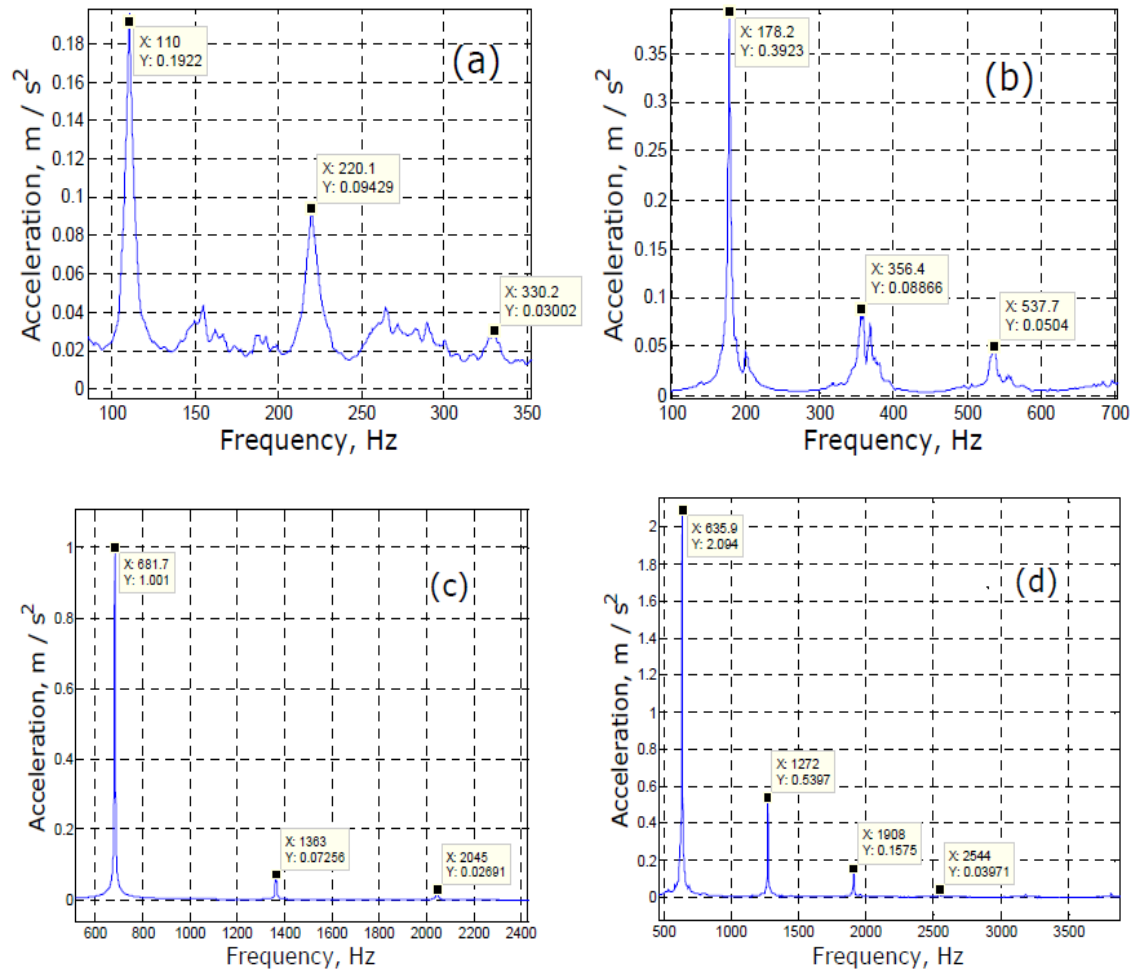 (a)
X: 110
Y: 0.1922
X: 220.1
Y: 0.09429
X: 330.2
Y: 0.03002
0.18
0.16
0.14
0.12
0.1
0.08
0.06
0.04
0.02
0
100
150
200
250
300
350
Acceleration, m / s²
Frequency, Hz
(b)
X: 178.2
Y: 0.3923
X: 356.4
Y: 0.08866
X: 537.7
Y: 0.0504
0.35
0.3
0.25
0.2
0.15
0.1
0.05
0
100
200
300
400
500
600
700
Acceleration, m / s²
Frequency, Hz
(c)
X: 681.7
Y: 1.001
X: 1363
Y: 0.07256
X: 2045
Y: 0.02691
1
0.8
0.6
0.4
0.2
0
600
800
1000
1200
1400
1600
1800
2000
2200
2400
Acceleration, m / s²
Frequency, Hz
(d)
X: 635.9
Y: 2.094
X: 1272
Y: 0.5397
X: 1908
Y: 0.1575
X: 2544
Y: 0.03971
2
1.8
1.6
1.4
1.2
1
0.8
0.6
0.4
0.2
0
500
1000
1500
2000
2500
3000
3500
Acceleration, m / s²
Frequency, Hz